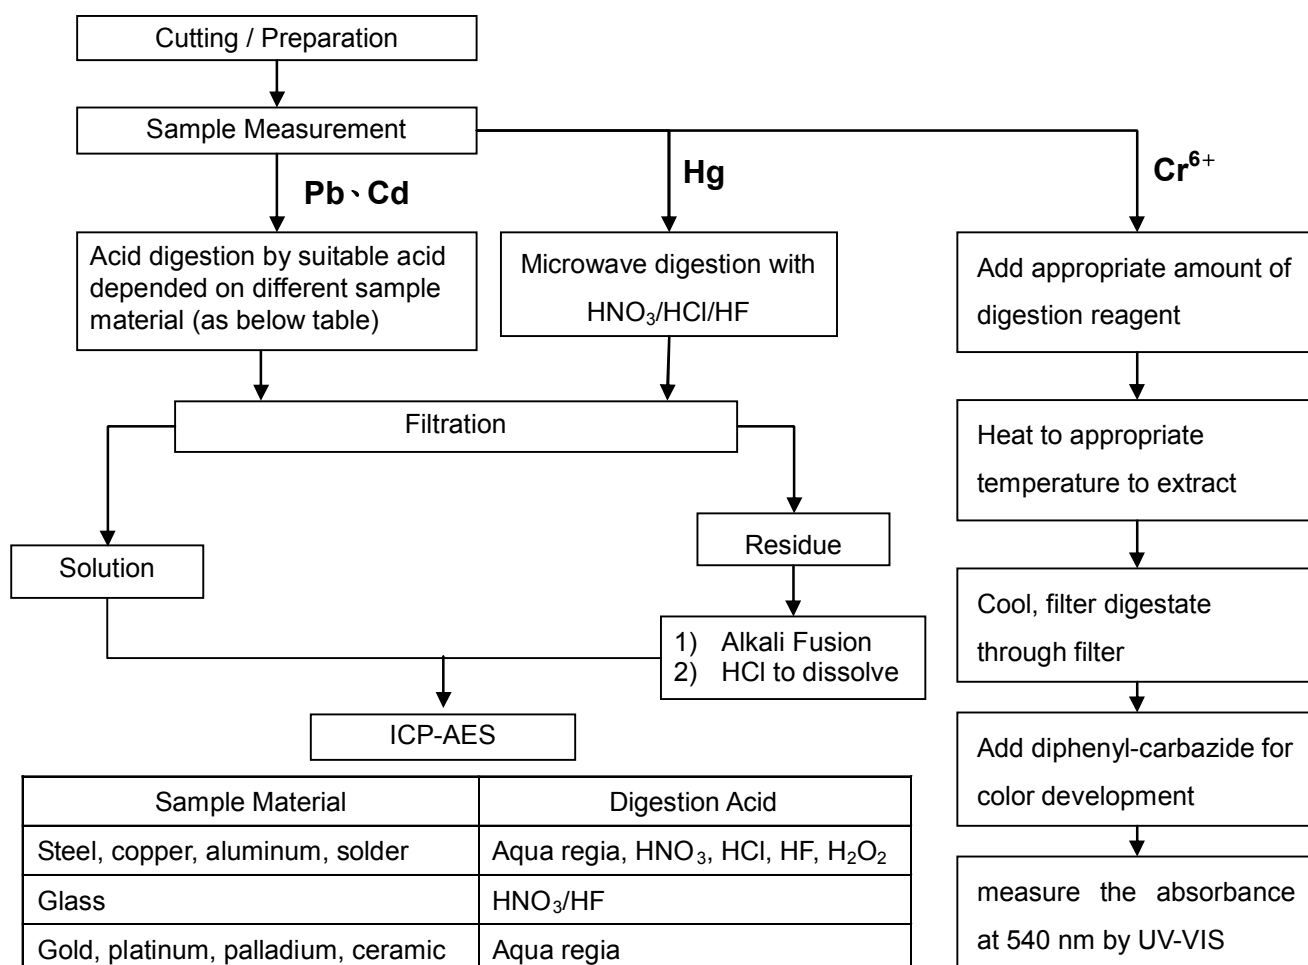 Cutting / Preparation
Sample Measurement
Pb、Cd
Hg
Cr⁶⁺
Acid digestion by suitable acid
depended on different sample
material (as below table)
Microwave digestion with
HNO₃/HCl/HF
Add appropriate amount of
digestion reagent
Filtration
Heat to appropriate
temperature to extract
Solution
Residue
1) Alkali Fusion
2) HCl to dissolve
Cool, filter digestate
through filter
ICP-AES
Add diphenyl-carbazide for
color development
Sample Material Digestion Acid
Steel, copper, aluminum, solder Aqua regia, HNO₃, HCl, HF, H₂O₂
Glass HNO₃/HF
Gold, platinum, palladium, ceramic Aqua regia
measure the absorbance
at 540 nm by UV-VIS